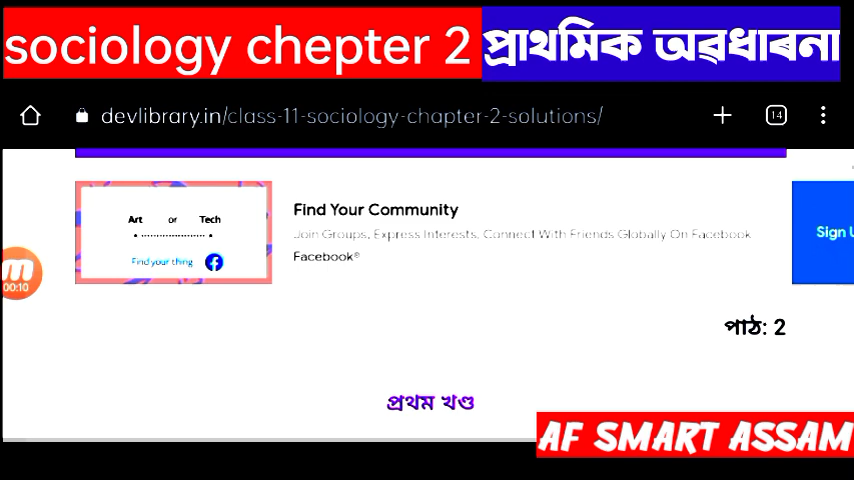 sociology chepter 2 প্ৰাথমিক অৱধাৰনা
devlibrary.in/class-11-sociology-chapter-2-solutions/
14
Art or Tech
Find your thing
Find Your Community
Join Groups, Express Interests, Connect With Friends Globally On Facebook
Facebook®
Sign U
00:10
পাঠ: 2
প্ৰথম খণ্ড
AF SMART ASSAM